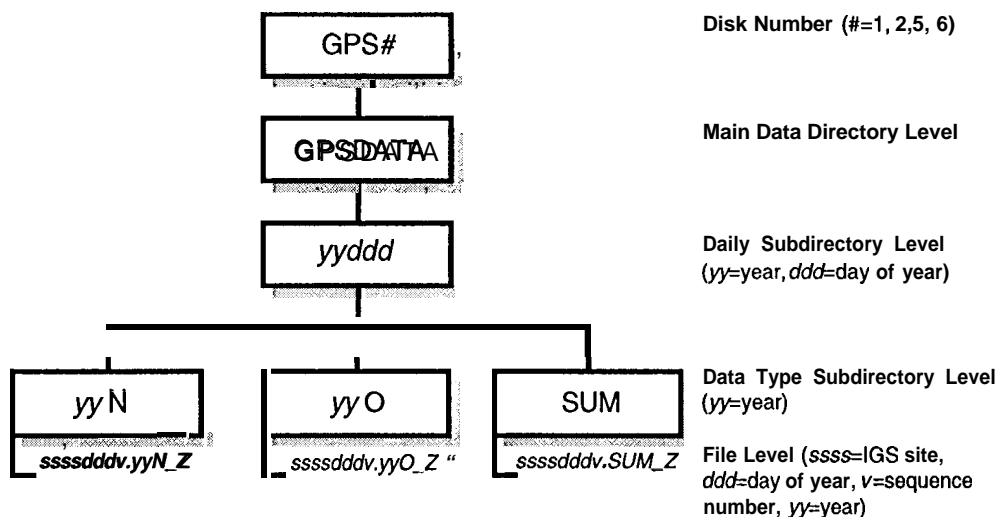 GPS#
Disk Number (#=1, 2,5, 6)
GPSDATA
Main Data Directory Level
yyddd
Daily Subdirectory Level
(yy=year, ddd=day of year)
yy N
yy O
SUM
Data Type Subdirectory Level
(yy=year)
ssssdddv.yyN_Z
ssssdddv.yyO_Z “
ssssdddv.SUM_Z
File Level (ssss=IGS site,
ddd=day of year, v=sequence
number, yy=year)